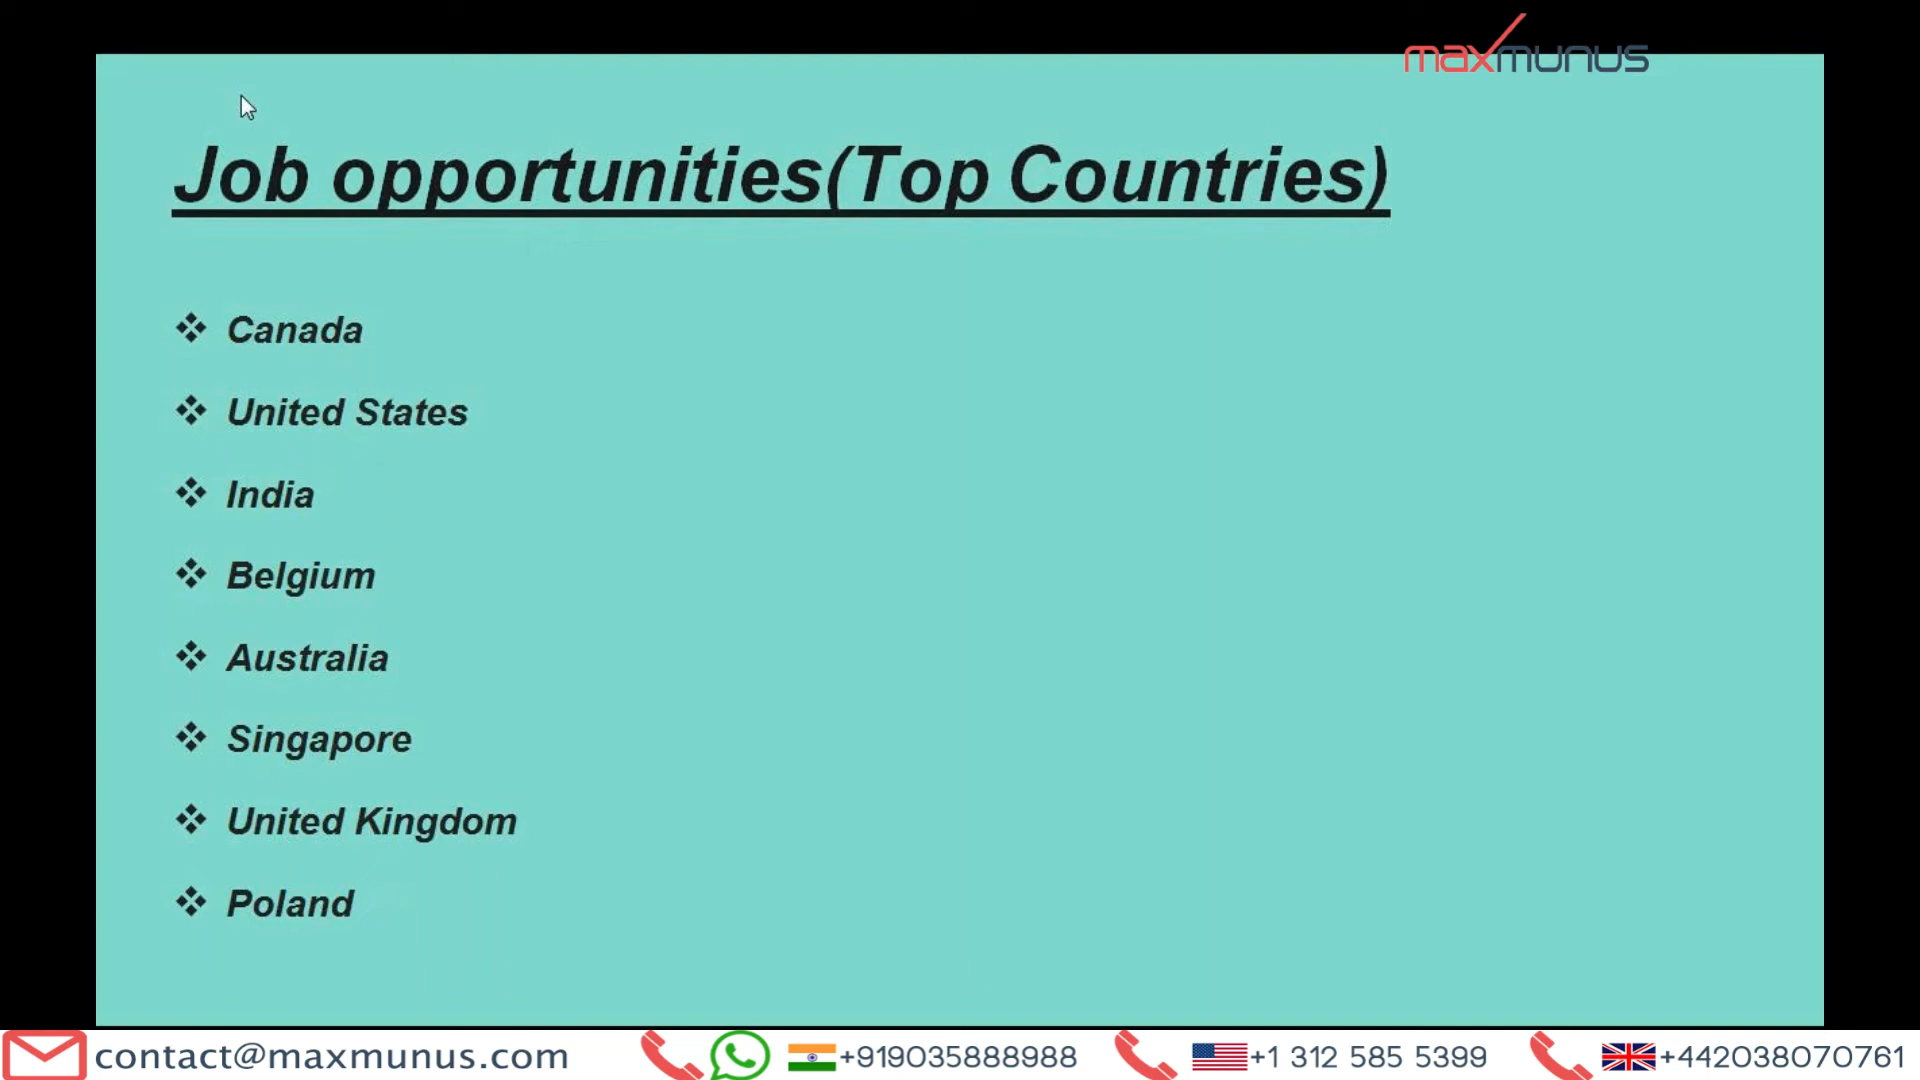 maxmunus
Job opportunities(Top Countries)
❖ Canada
❖ United States
❖ India
❖ Belgium
❖ Australia
❖ Singapore
❖ United Kingdom
❖ Poland
contact@maxmunus.com +919035888988 +1 312 585 5399 +442038070761